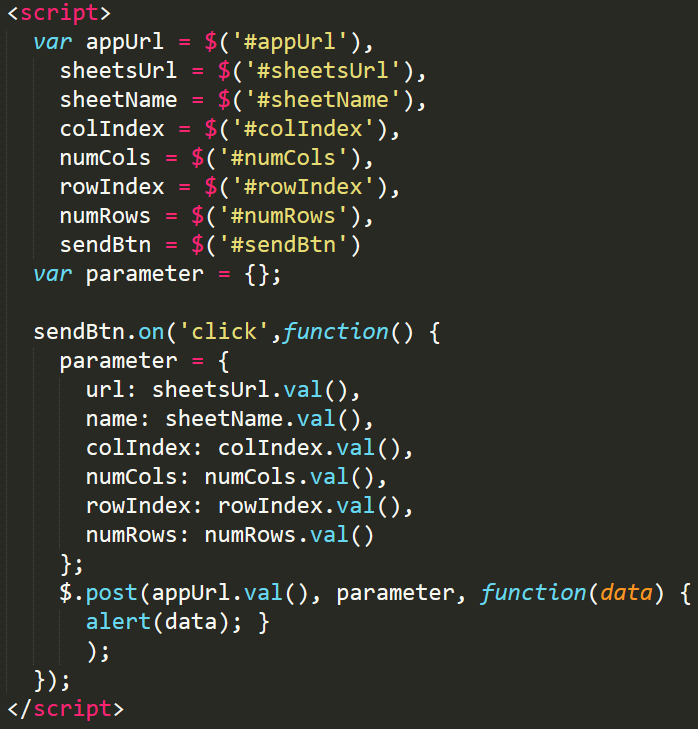 <script>
  var appUrl = $('#appUrl'),
    sheetsUrl = $('#sheetsUrl'),
    sheetName = $('#sheetName'),
    colIndex = $('#colIndex'),
    numCols = $('#numCols'),
    rowIndex = $('#rowIndex'),
    numRows = $('#numRows'),
    sendBtn = $('#sendBtn')
  var parameter = {};

  sendBtn.on('click',function() {
    parameter = {
      url: sheetsUrl.val(),
      name: sheetName.val(),
      colIndex: colIndex.val(),
      numCols: numCols.val(),
      rowIndex: rowIndex.val(),
      numRows: numRows.val()
    };
    $.post(appUrl.val(), parameter, function(data) {
      alert(data); }
      );
  });
</script>